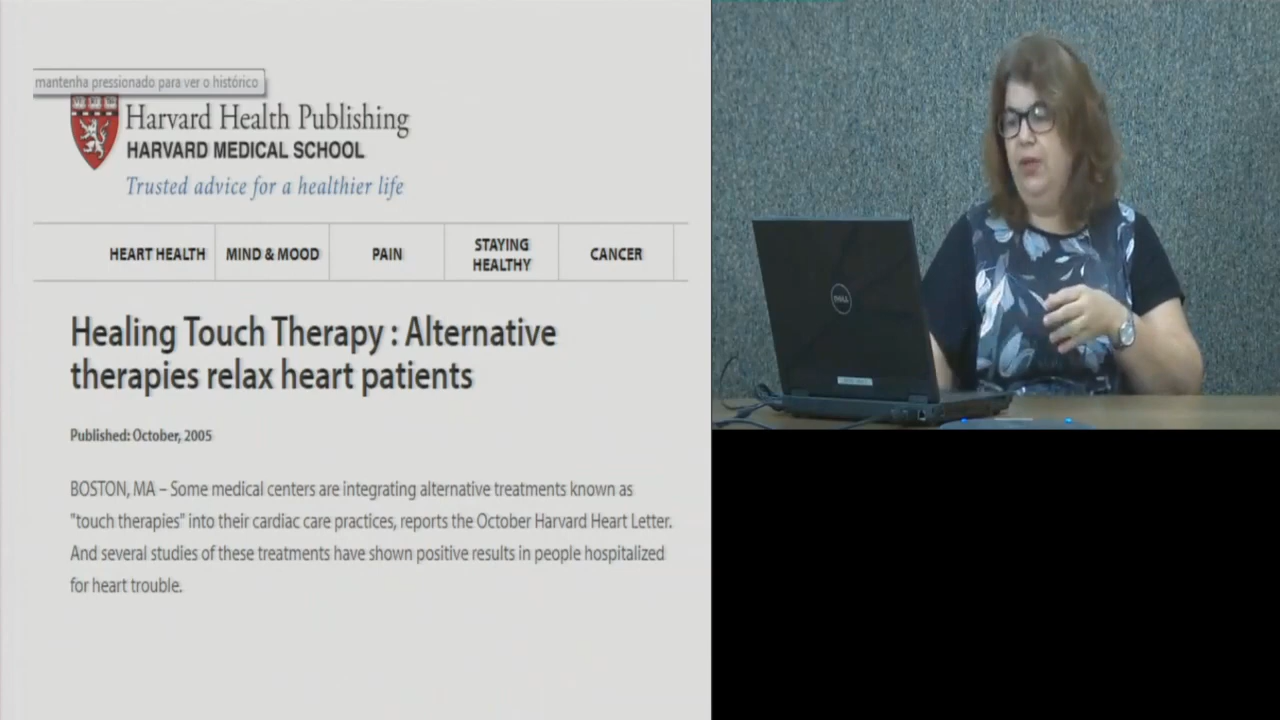 mantenha pressionado para ver o histórico
Harvard Health Publishing
HARVARD MEDICAL SCHOOL
Trusted advice for a healthier life
HEART HEALTH
MIND & MOOD
PAIN
STAYING
HEALTHY
CANCER
Healing Touch Therapy : Alternative
therapies relax heart patients
Published: October, 2005
BOSTON, MA – Some medical centers are integrating alternative treatments known as
"touch therapies" into their cardiac care practices, reports the October Harvard Heart Letter.
And several studies of these treatments have shown positive results in people hospitalized
for heart trouble.
DELL